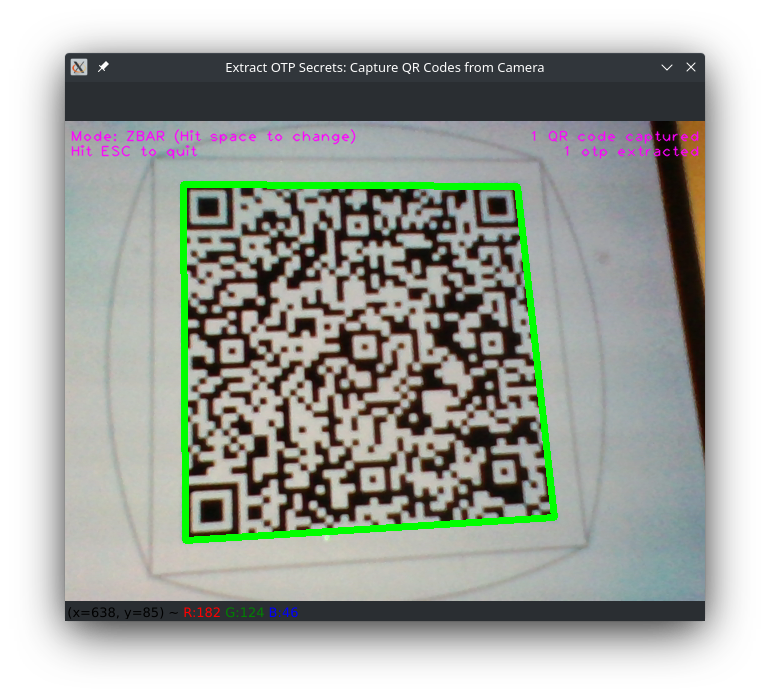 Extract OTP Secrets: Capture QR Codes from Camera
Mode: ZBAR (Hit space to change)
1 QR code captured
Hit ESC to quit
1 otp extracted
(x=638, y=85) ~ R:182 G:124 B:46